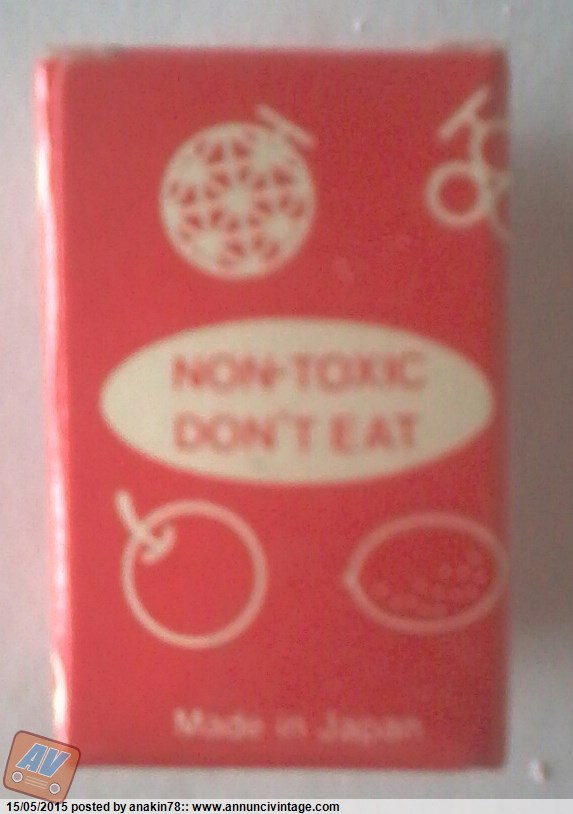 NON-TOXIC
DON'T EAT
Made in Japan
AV
15/05/2015 posted by anakin78:: www.annuncivintage.com